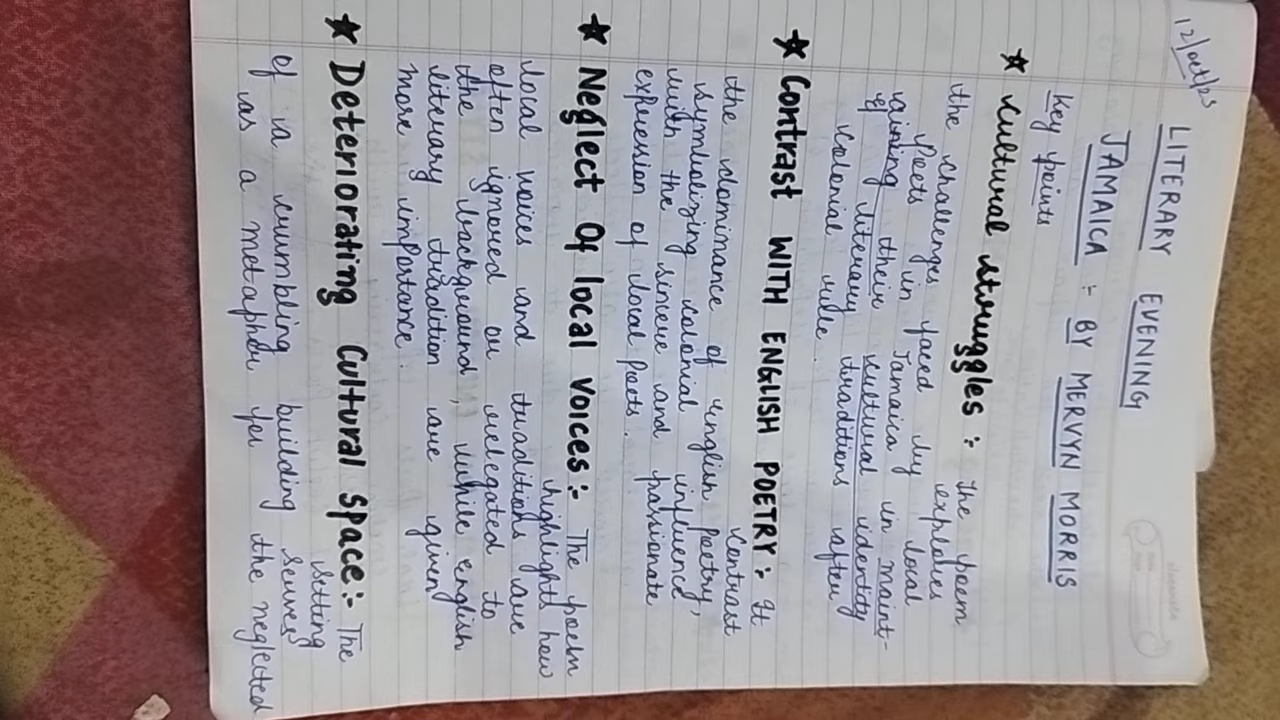 12/oct/25
LITERARY EVENING
JAMAICA :- BY MERVYN MORRIS
Key points
★ Cultural struggles : The poem
the challenges faced by explores
Poets in Jamaica in local
aining their cultural identity maint-
of literary traditions after
colonial rule.
★ Contrast WITH ENGLISH POETRY : It
the dominance of english Poetry, contrast
symbolizing colonial influence
with the sincere and passionate
expression of local Poets.
★ Neglect Of local Voices :- The poem
local voices and traditions are highlights how
often ignored or relegated to
the background, while english
literary tradition are given
more importance.
★ Deteriorating Cultural Space :- The
of a crumbling building serves setting
as a metaphor for the neglected